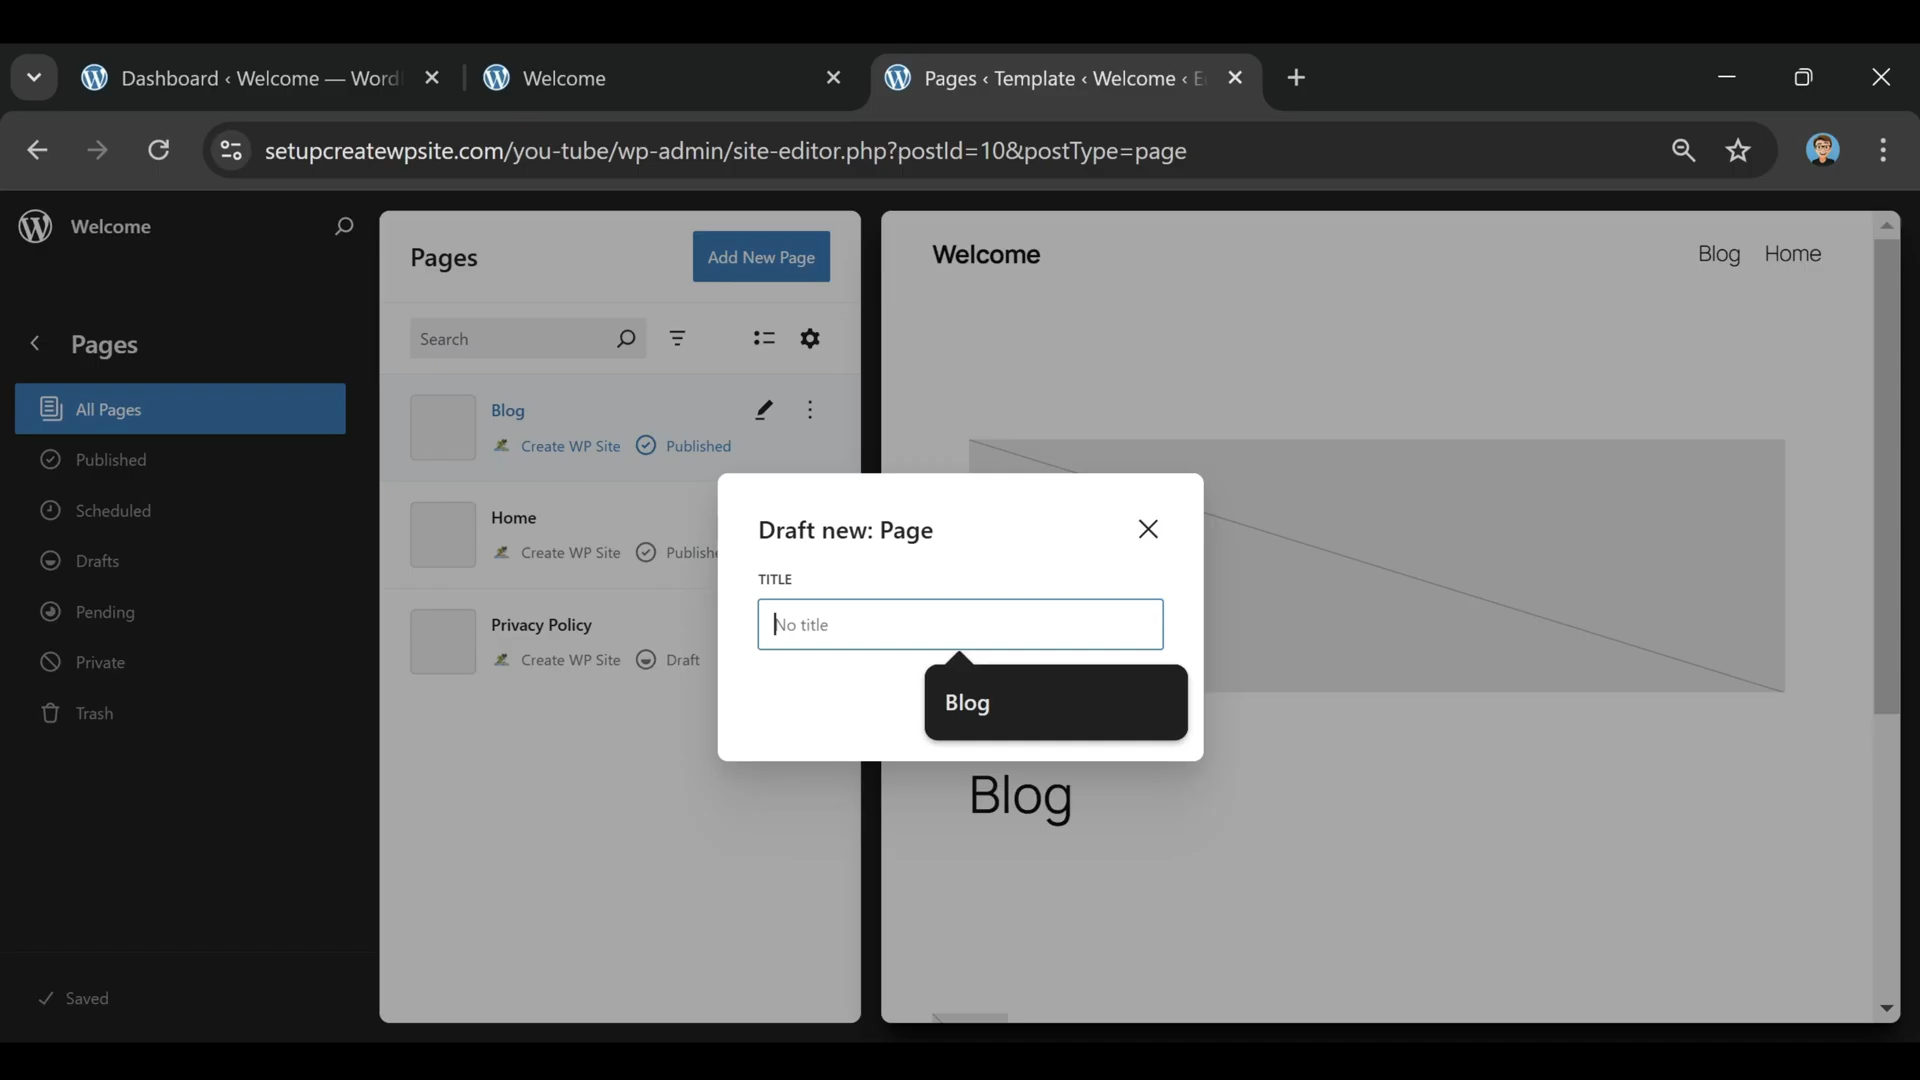 Dashboard ‹ Welcome — Word
Welcome
Pages ‹ Template ‹ Welcome ‹ E
setupcreatewpsite.com/you-tube/wp-admin/site-editor.php?postId=10&postType=page
Welcome
Pages
All Pages
Published
Scheduled
Drafts
Pending
Private
Trash
Saved
Pages
Add New Page
Search
Blog
Create WP Site Published
Home
Create WP Site Publishe
Privacy Policy
Create WP Site Draft
Draft new: Page
TITLE
No title
Blog
Welcome
Blog Home
Blog